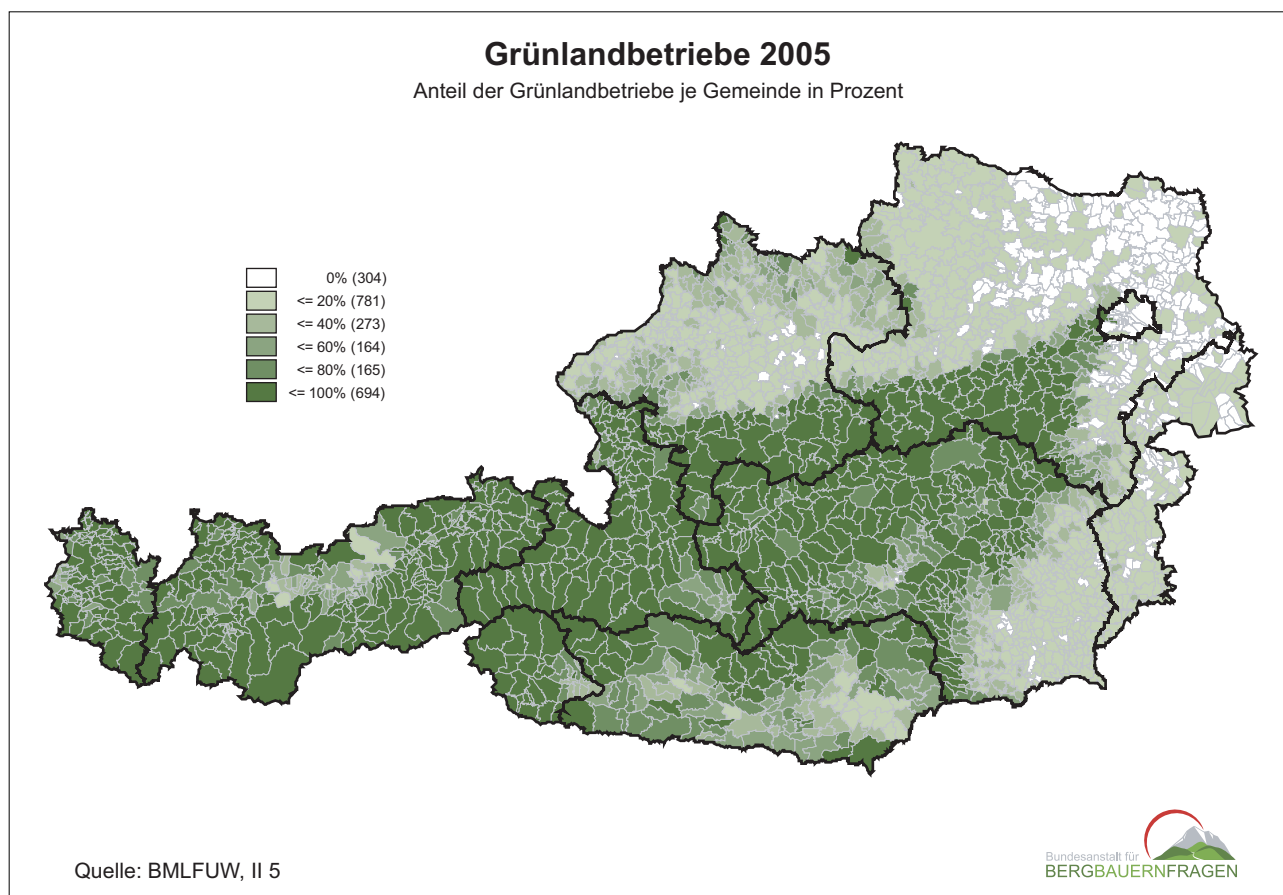 Grünlandbetriebe 2005
Anteil der Grünlandbetriebe je Gemeinde in Prozent
0% (304)
<= 20% (781)
<= 40% (273)
<= 60% (164)
<= 80% (165)
<= 100% (694)
Quelle: BMLFUW, II 5
Bundesanstalt für
BERGBAUERNFRAGEN